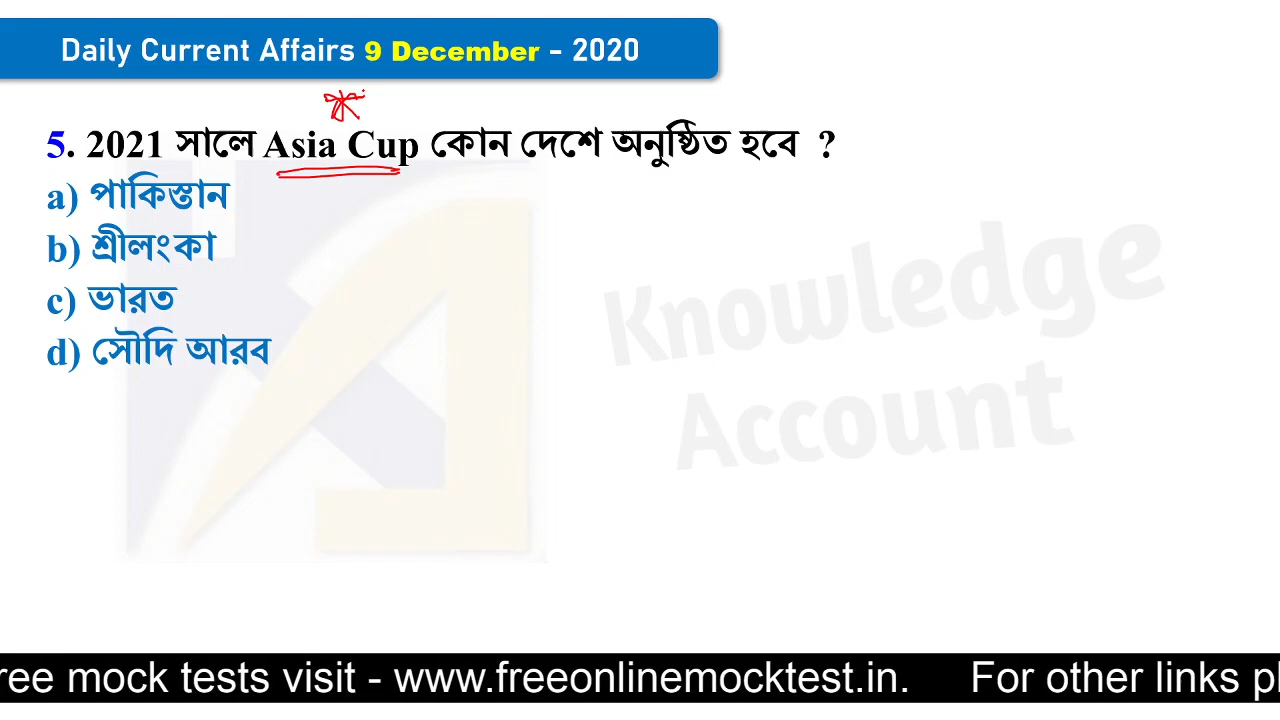 Daily Current Affairs 9 December - 2020
5. 2021 সালে Asia Cup কোন দেশে অনুষ্ঠিত হবে ?
a) পাকিস্তান
b) শ্রীলংকা
c) ভারত
d) সৌদি আরব
Knowledge
Account
ree mock tests visit - www.freeonlinemocktest.in. For other links pl